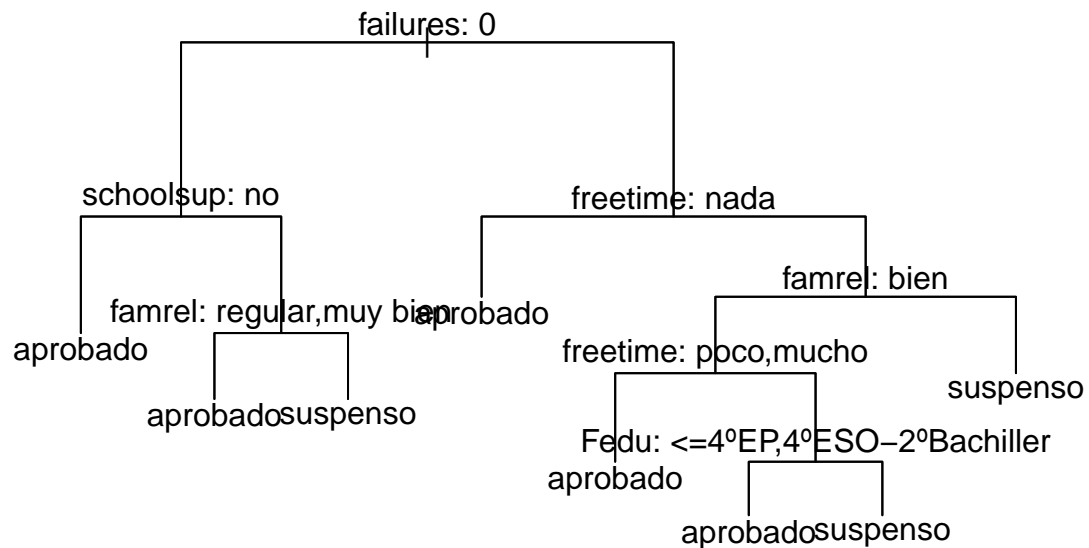 failures: 0
schoolsup: no
freetime: nada
famrel: bien
famrel: regular,muy bien
aprobado
aprobado
freetime: poco,mucho
suspenso
aprobado
suspenso
Fedu: <=4ºEP,4ºESO−2ºBachiller
aprobado
aprobado
suspenso